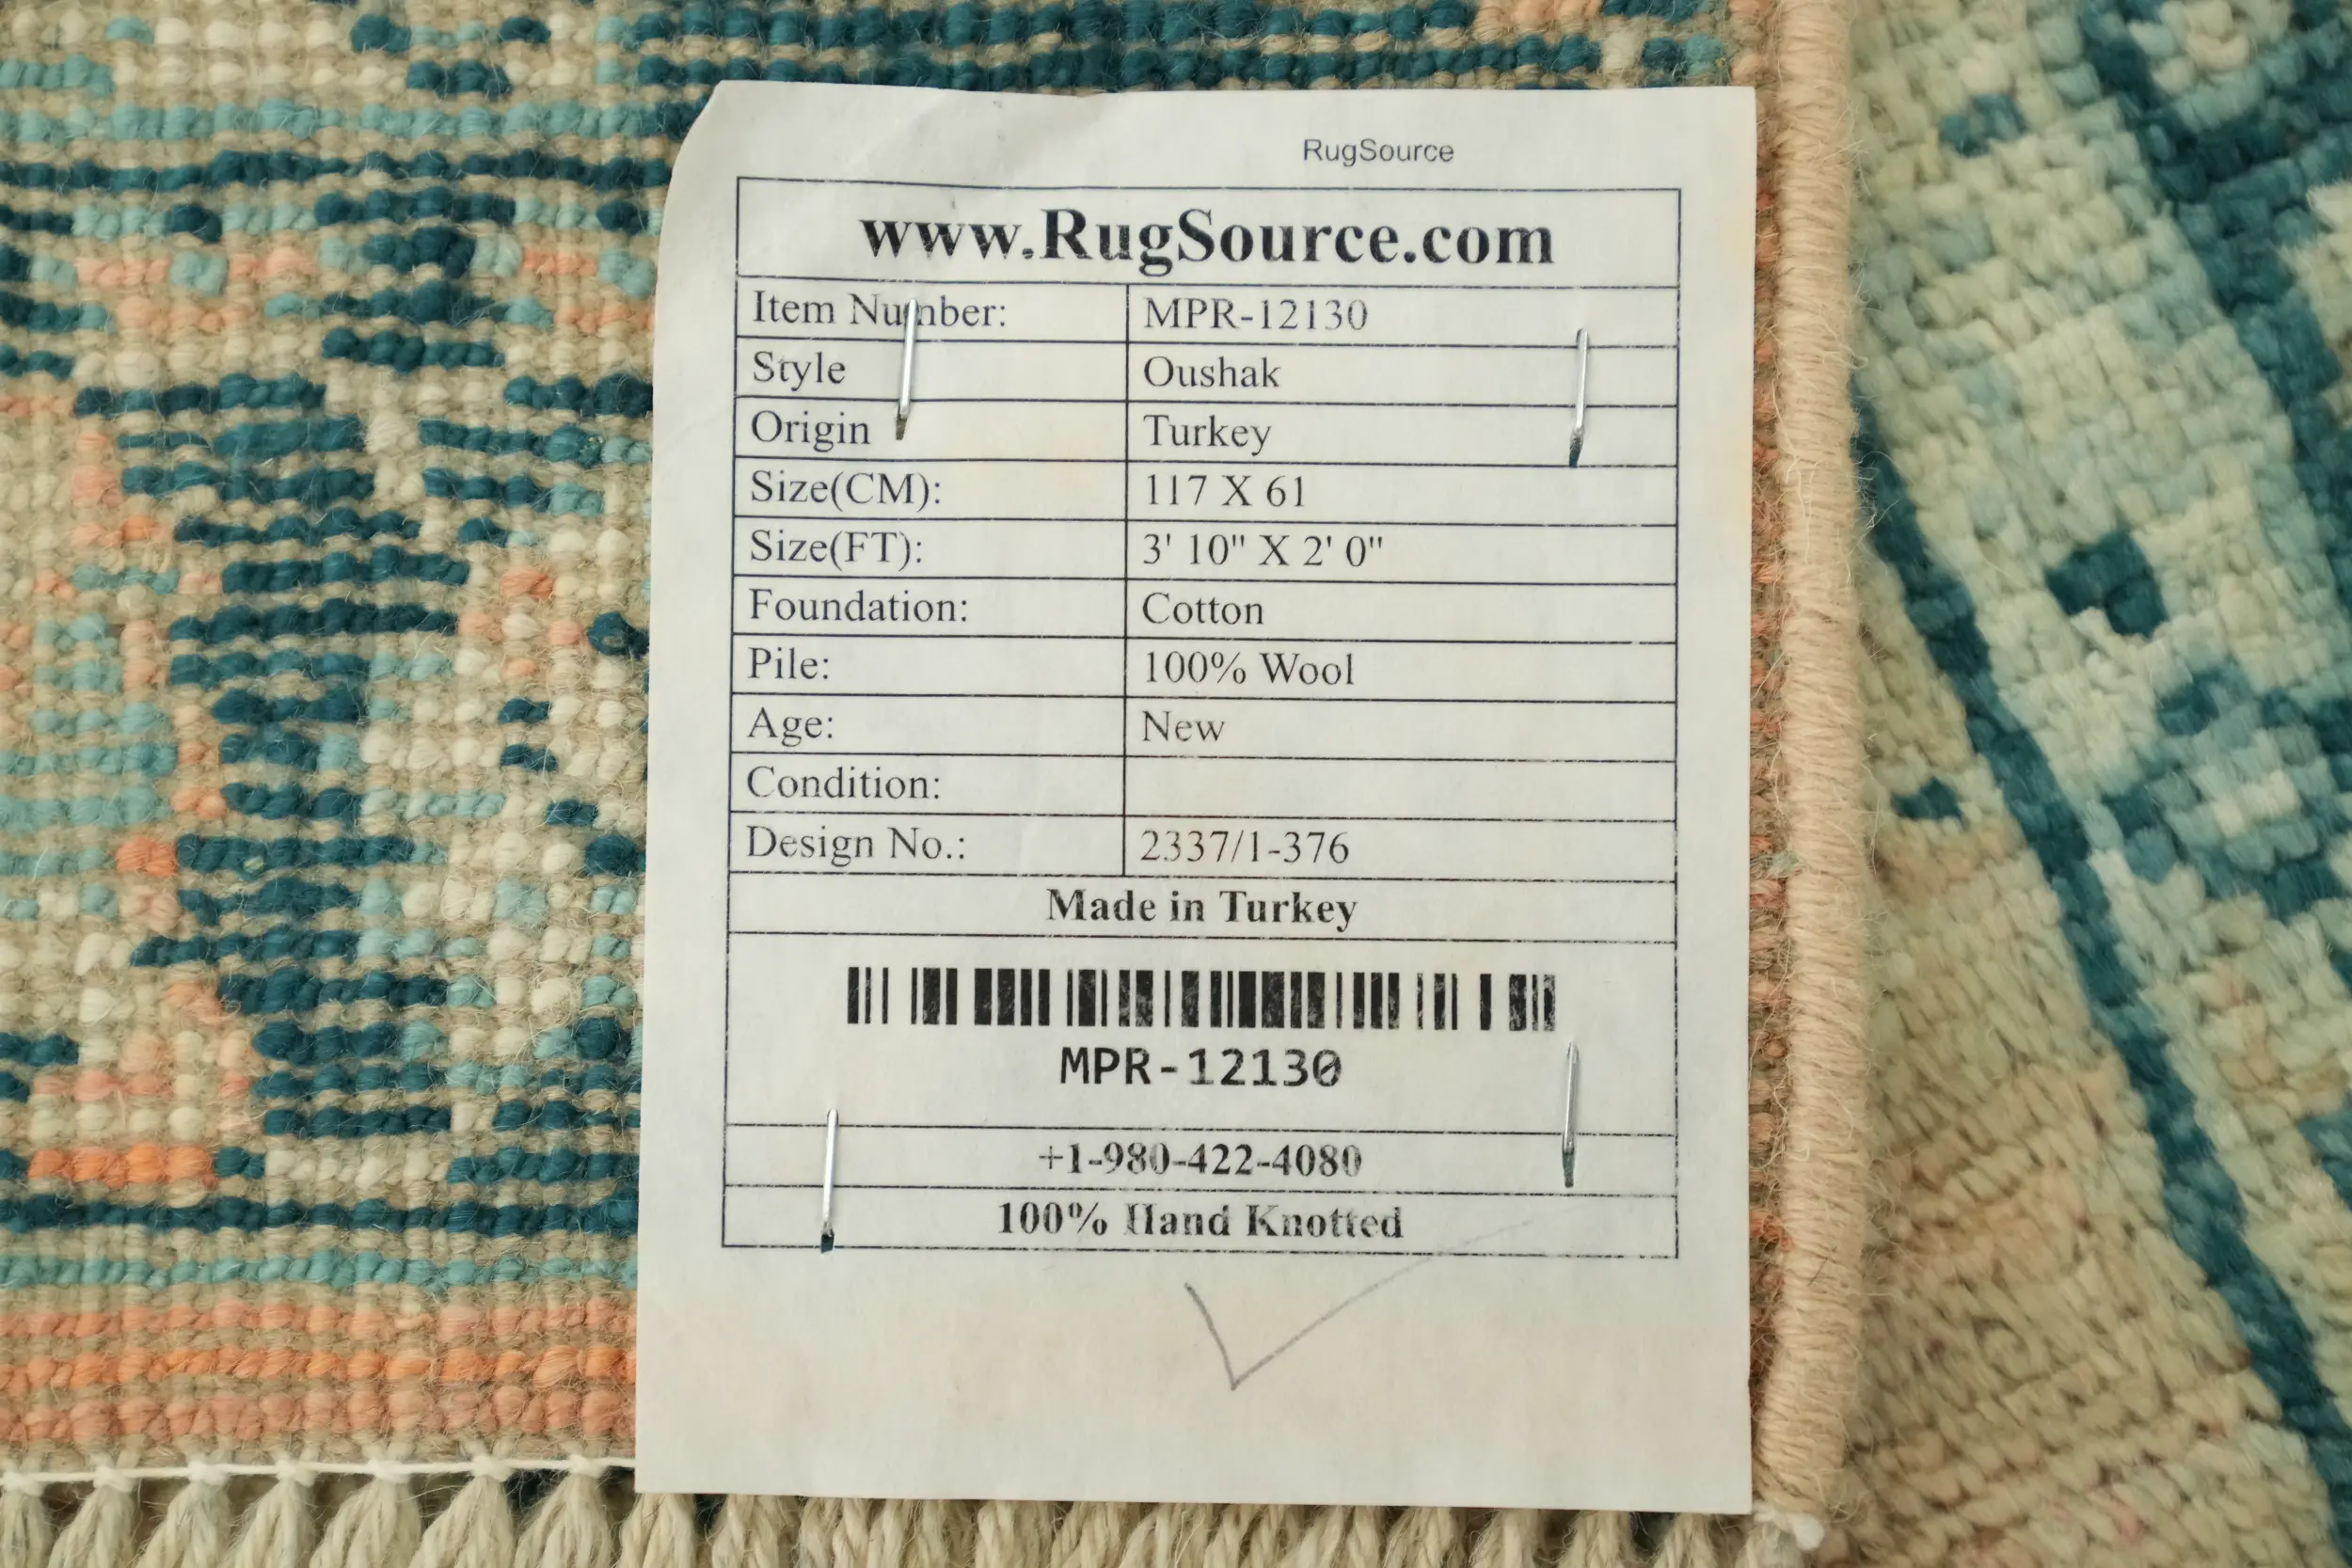 RugSource
www.RugSource.com
Item Number: MPR-12130
Style Oushak
Origin Turkey
Size(CM): 117 X 61
Size(FT): 3' 10" X 2' 0"
Foundation: Cotton
Pile: 100% Wool
Age: New
Condition:
Design No.: 2337/1-376
Made in Turkey
MPR-12130
+1-980-422-4080
100% Hand Knotted